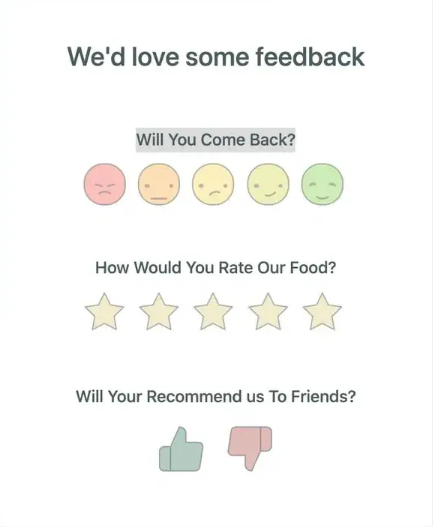 We'd love some feedback
Will You Come Back?
How Would You Rate Our Food?
Will Your Recommend us To Friends?